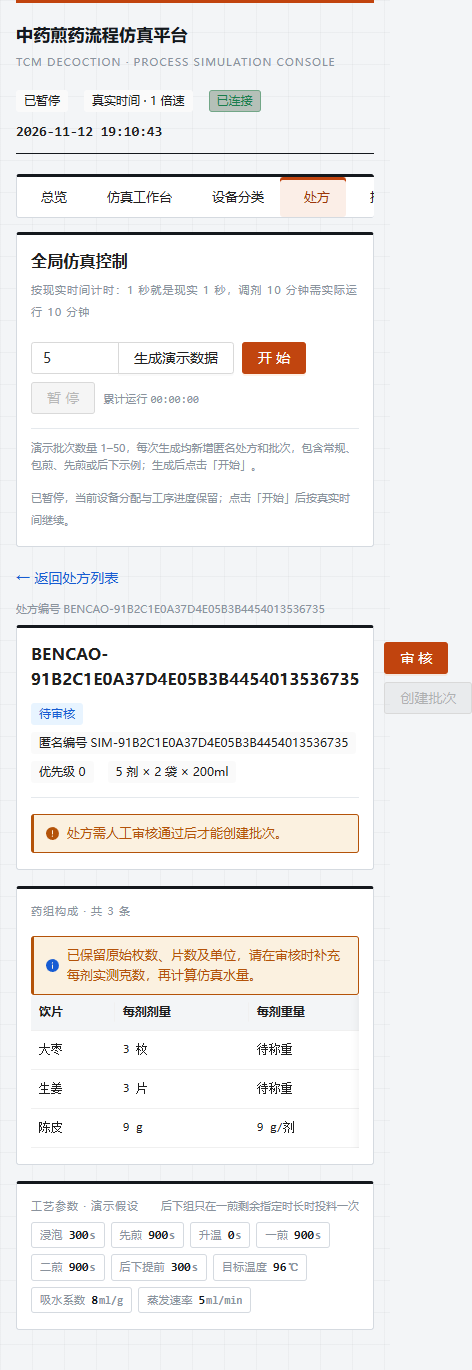 中药煎药流程仿真平台
TCM DECOCTION · PROCESS SIMULATION CONSOLE
已暂停 真实时间 · 1 倍速 已连接
2026-11-12 19:10:43
总览 仿真工作台 设备分类 处方
全局仿真控制
按现实时间计时：1 秒就是现实 1 秒，调剂 10 分钟需实际运
行 10 分钟
5 生成演示数据 开 始
暂 停 累计运行 00:00:00
演示批次数量 1–50，每次生成均新增匿名处方和批次，包含常规、
包煎、先煎或后下示例；生成后点击「开始」。
已暂停，当前设备分配与工序进度保留；点击「开始」后按真实时
间继续。
← 返回处方列表
处方编号 BENCAO-91B2C1E0A37D4E05B3B4454013536735
BENCAO-
91B2C1E0A37D4E05B3B4454013536735
审 核
创建批次
待审核
匿名编号 SIM-91B2C1E0A37D4E05B3B4454013536735
优先级 0 5 剂 × 2 袋 × 200ml
处方需人工审核通过后才能创建批次。
药组构成 · 共 3 条
已保留原始枚数、片数及单位，请在审核时补充
每剂实测克数，再计算仿真水量。
饮片 每剂剂量 每剂重量
大枣 3 枚 待称重
生姜 3 片 待称重
陈皮 9 g 9 g/剂
工艺参数 · 演示假设 后下组只在一煎剩余指定时长时投料一次
浸泡 300s 先煎 900s 升温 0s 一煎 900s
二煎 900s 后下提前 300s 目标温度 96℃
吸水系数 8ml/g 蒸发速率 5ml/min